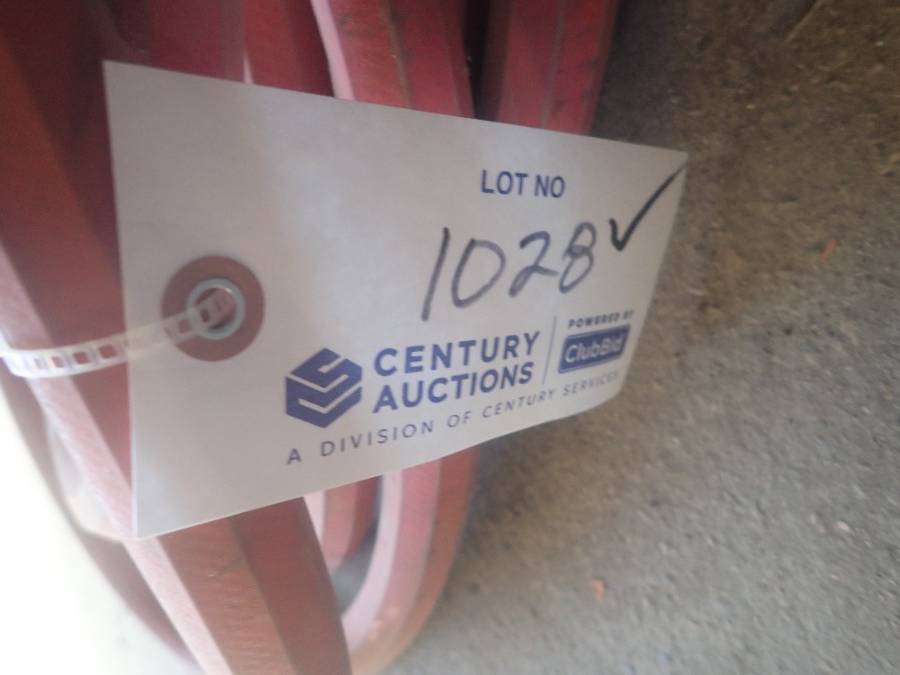 LOT NO
1028✓
CENTURY AUCTIONS
POWERED BY
ClubBid
A DIVISION OF CENTURY SERVICES